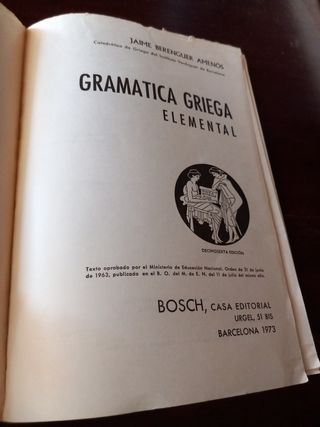 JAIME BERENGUER AMENÓS
Catedrático de Griego del Instituto Verdaguer de Barcelona
GRAMATICA GRIEGA
ELEMENTAL
DECIMOSEXTA EDICIÓN
Texto aprobado por el Ministerio de Educación Nacional. Orden de 31 de junio
de 1963, publicada en el B. O. del M. de E. N. del 11 de julio del mismo año.
BOSCH, CASA EDITORIAL
URGEL, 51 BIS
BARCELONA 1973